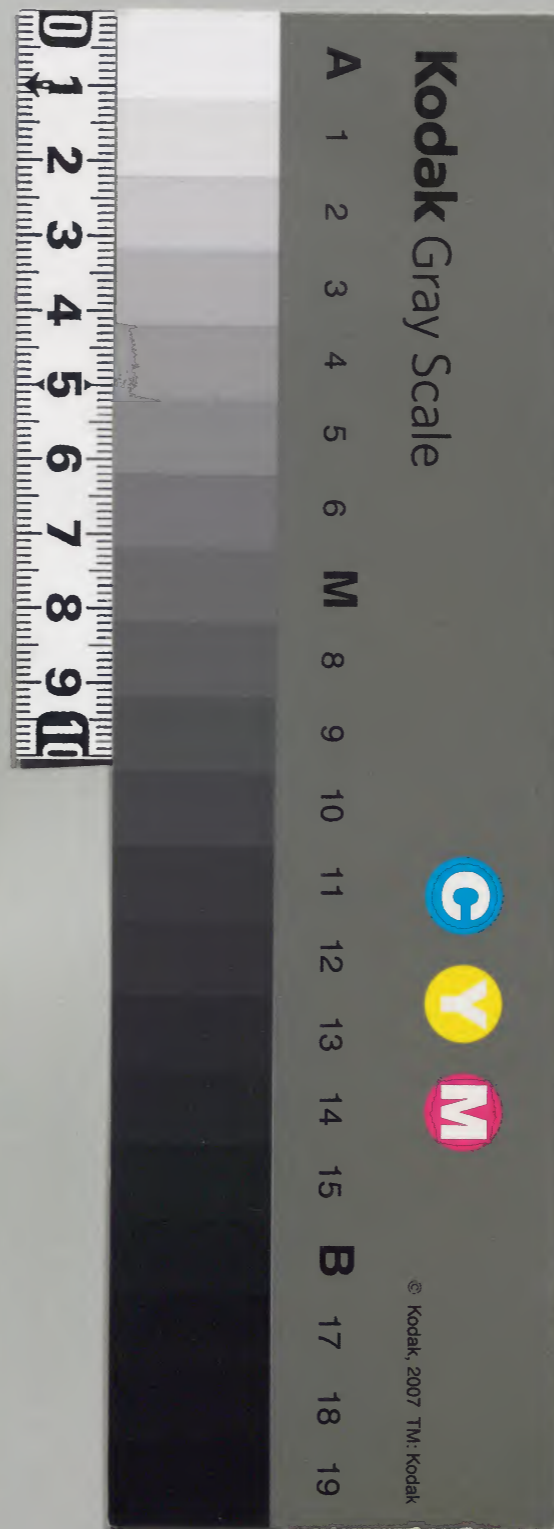 Kodak Gray Scale
C Y M
© Kodak, 2007 TM: Kodak
A 1 2 3 4 5 6 M 8 9 10 11 12 13 14 15 B 17 18 19
0 1 2 3 4 5 6 7 8 9 10